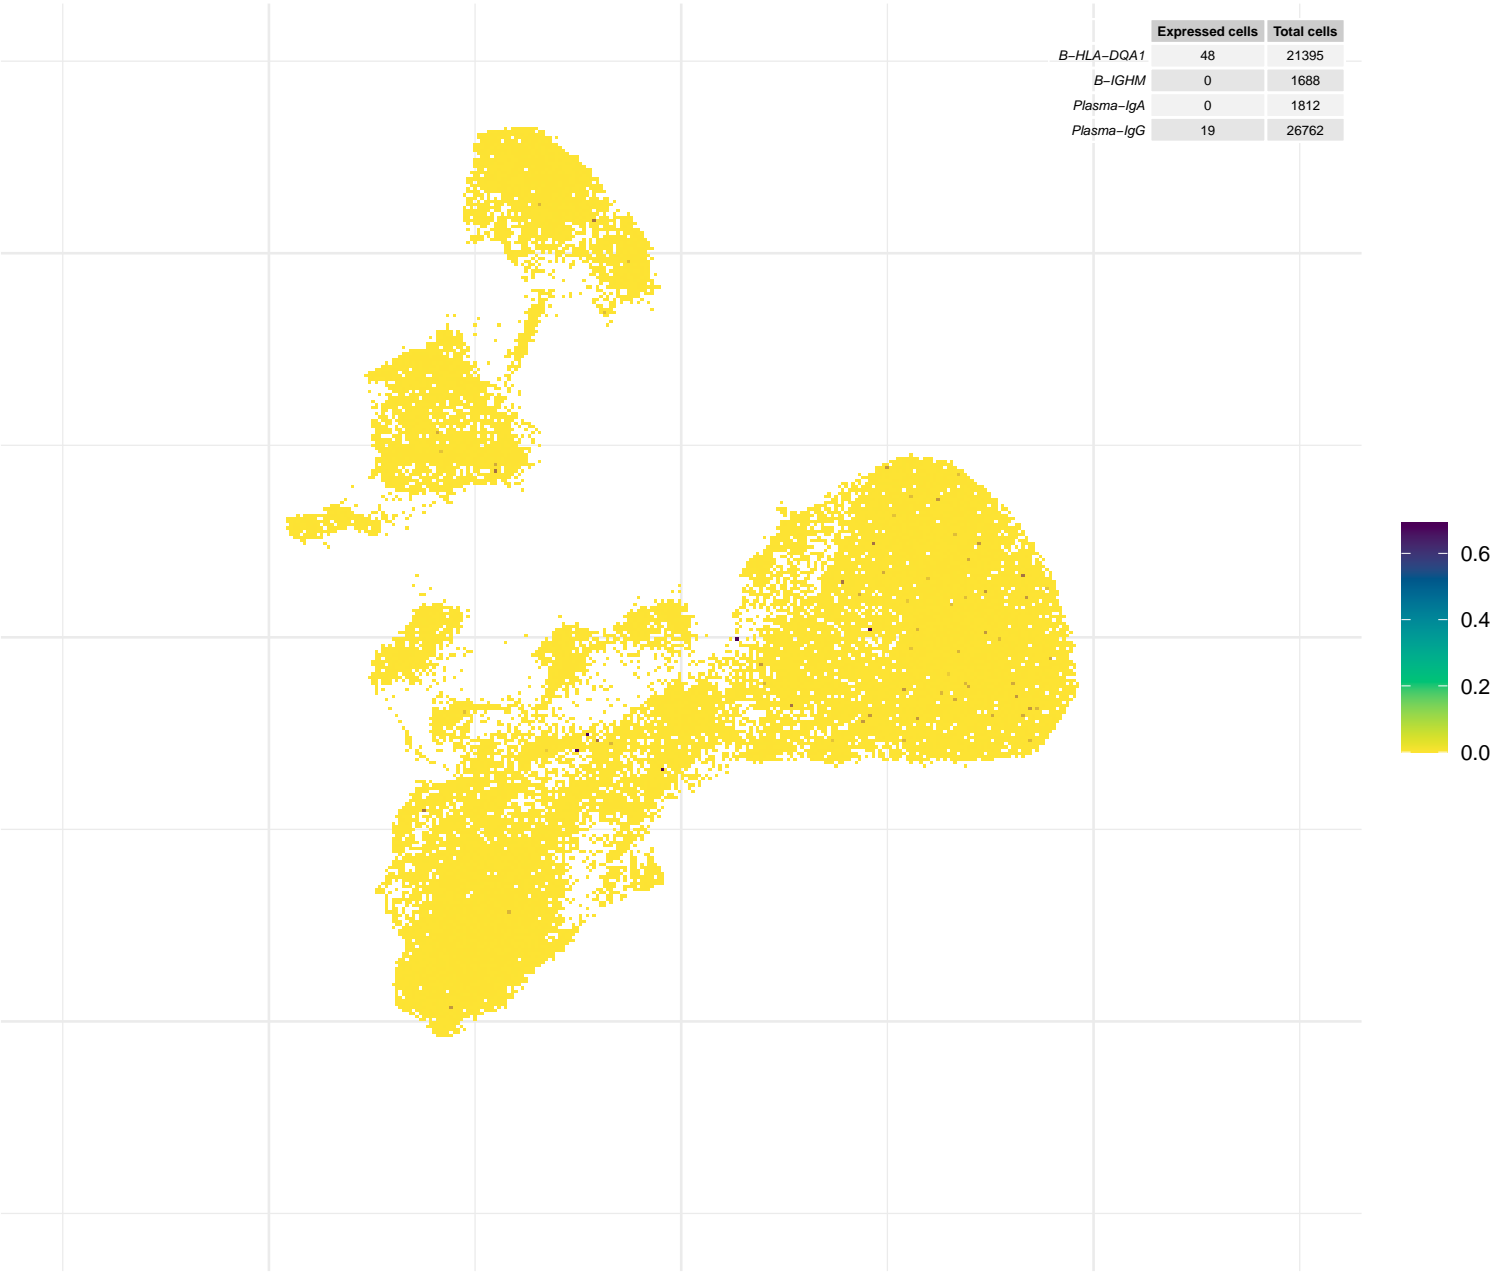 Expressed cells Total cells
B−HLA−DQA1 48 21395
B−IGHM 0 1688
Plasma−IgA 0 1812
Plasma−IgG 19 26762
0.6
0.4
0.2
0.0